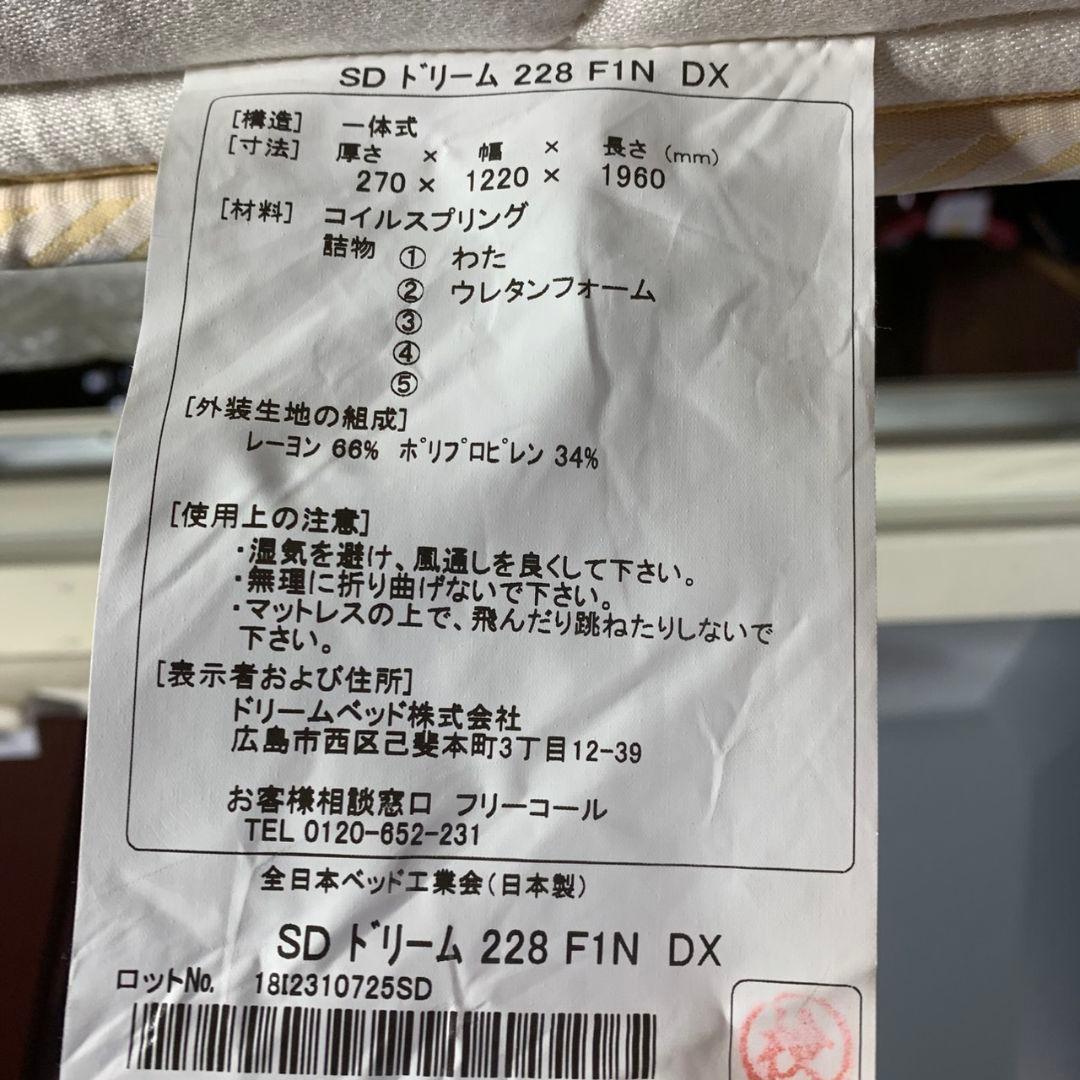 SD ドリーム 228 F1N DX
[構造] 一体式
[寸法] 厚さ × 幅 × 長さ (mm)
270 × 1220 × 1960
[材料] コイルスプリング
詰物 ① わた
② ウレタンフォーム
③
④
⑤
[外装生地の組成]
レーヨン 66% ポリプロピレン 34%
[使用上の注意]
・湿気を避け、風通しを良くして下さい。
・無理に折り曲げないで下さい。
・マットレスの上で、飛んだり跳ねたりしないで
下さい。
[表示者および住所]
ドリームベッド株式会社
広島市西区己斐本町3丁目12-39
お客様相談窓口 フリーコール
TEL 0120-652-231
全日本ベッド工業会(日本製)
SD ドリーム 228 F1N DX
ロットNo. 18I2310725SD